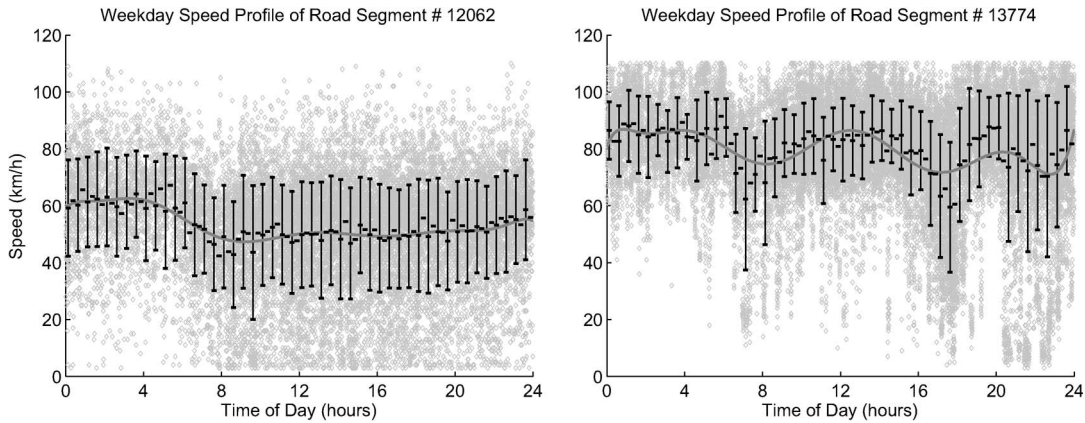 Weekday Speed Profile of Road Segment # 12062
120
100
80
60
40
20
0
Speed (km/h)
0 4 8 12 16 20 24
Time of Day (hours)
Weekday Speed Profile of Road Segment # 13774
120
100
80
60
40
20
0
0 4 8 12 16 20 24
Time of Day (hours)